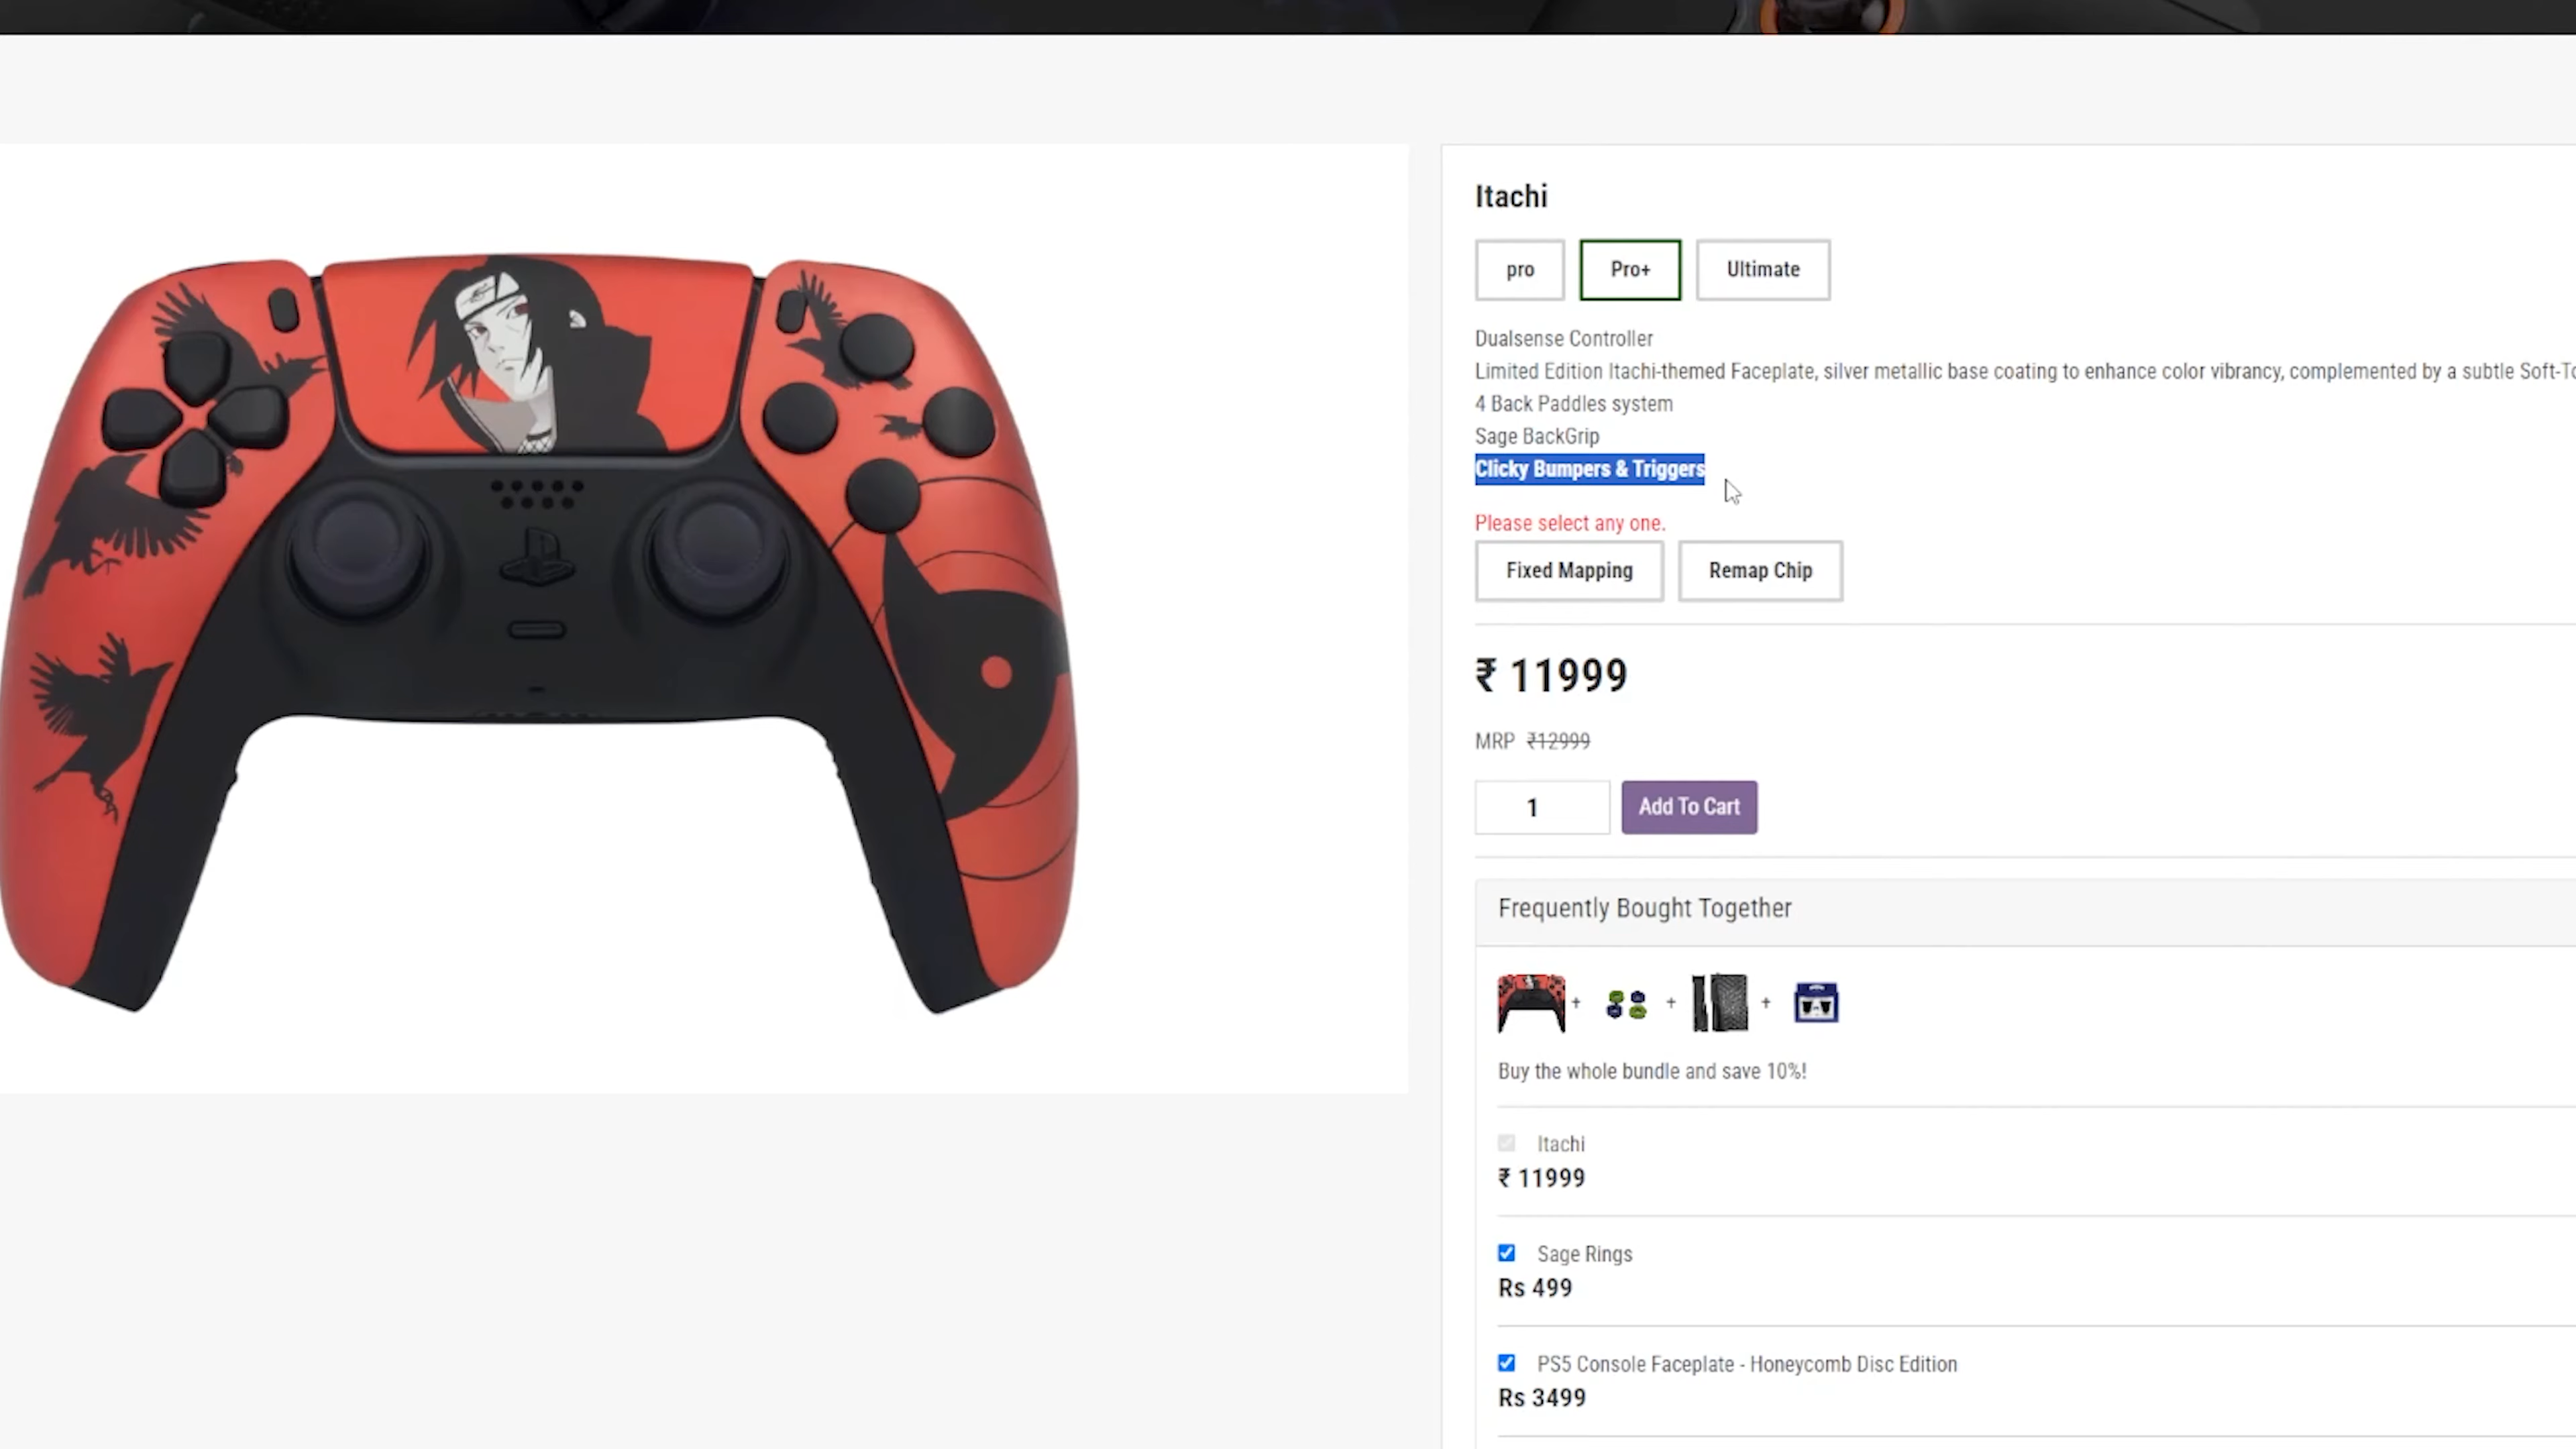 Itachi
pro
Pro+
Ultimate
Dualsense Controller
Limited Edition Itachi-themed Faceplate, silver metallic base coating to enhance color vibrancy, complemented by a subtle Soft-To
4 Back Paddles system
Sage BackGrip
Clicky Bumpers & Triggers
Please select any one.
Fixed Mapping
Remap Chip
₹ 11999
MRP ₹12999
1
Add To Cart
Frequently Bought Together
+ + +
Buy the whole bundle and save 10%!
Itachi
₹ 11999
Sage Rings
Rs 499
PS5 Console Faceplate - Honeycomb Disc Edition
Rs 3499